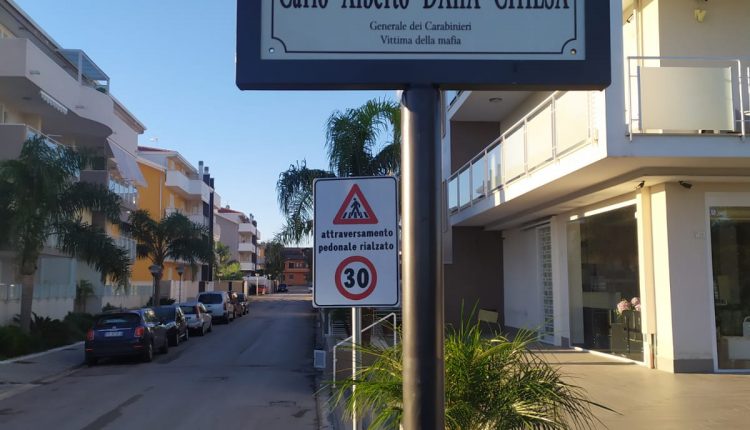 Carlo Alberto DALLA CHIESA
Generale dei Carabinieri
Vittima della mafia
attraversamento
pedonale rialzato
30